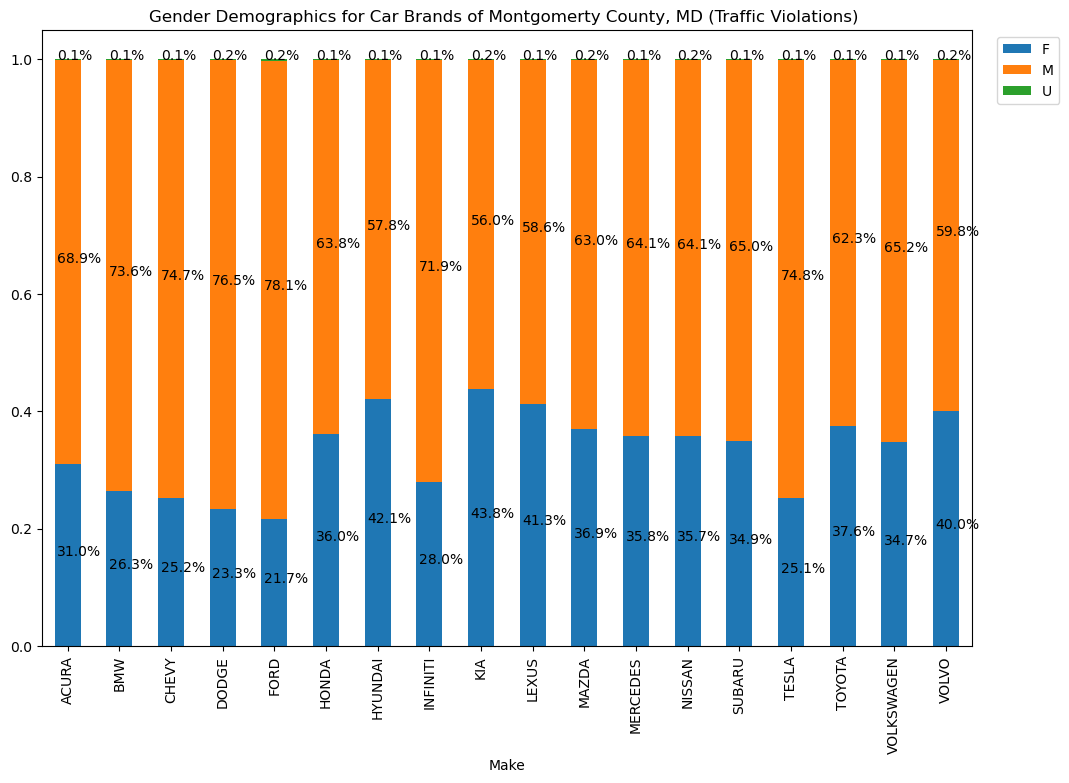 Gender Demographics for Car Brands of Montgomerty County, MD (Traffic Violations)
F
M
U
1.0
0.8
0.6
0.4
0.2
0.0
0.1% 0.1% 0.1% 0.2% 0.2% 0.1% 0.1% 0.1% 0.2% 0.1% 0.2% 0.1% 0.2% 0.1% 0.1% 0.1% 0.1% 0.2%
68.9% 73.6% 74.7% 76.5% 78.1% 63.8% 57.8% 71.9% 56.0% 58.6% 63.0% 64.1% 64.1% 65.0% 74.8% 62.3% 65.2% 59.8%
31.0% 26.3% 25.2% 23.3% 21.7% 36.0% 42.1% 28.0% 43.8% 41.3% 36.9% 35.8% 35.7% 34.9% 25.1% 37.6% 34.7% 40.0%
ACURA
BMW
CHEVY
DODGE
FORD
HONDA
HYUNDAI
INFINITI
KIA
LEXUS
MAZDA
MERCEDES
NISSAN
SUBARU
TESLA
TOYOTA
VOLKSWAGEN
VOLVO
Make